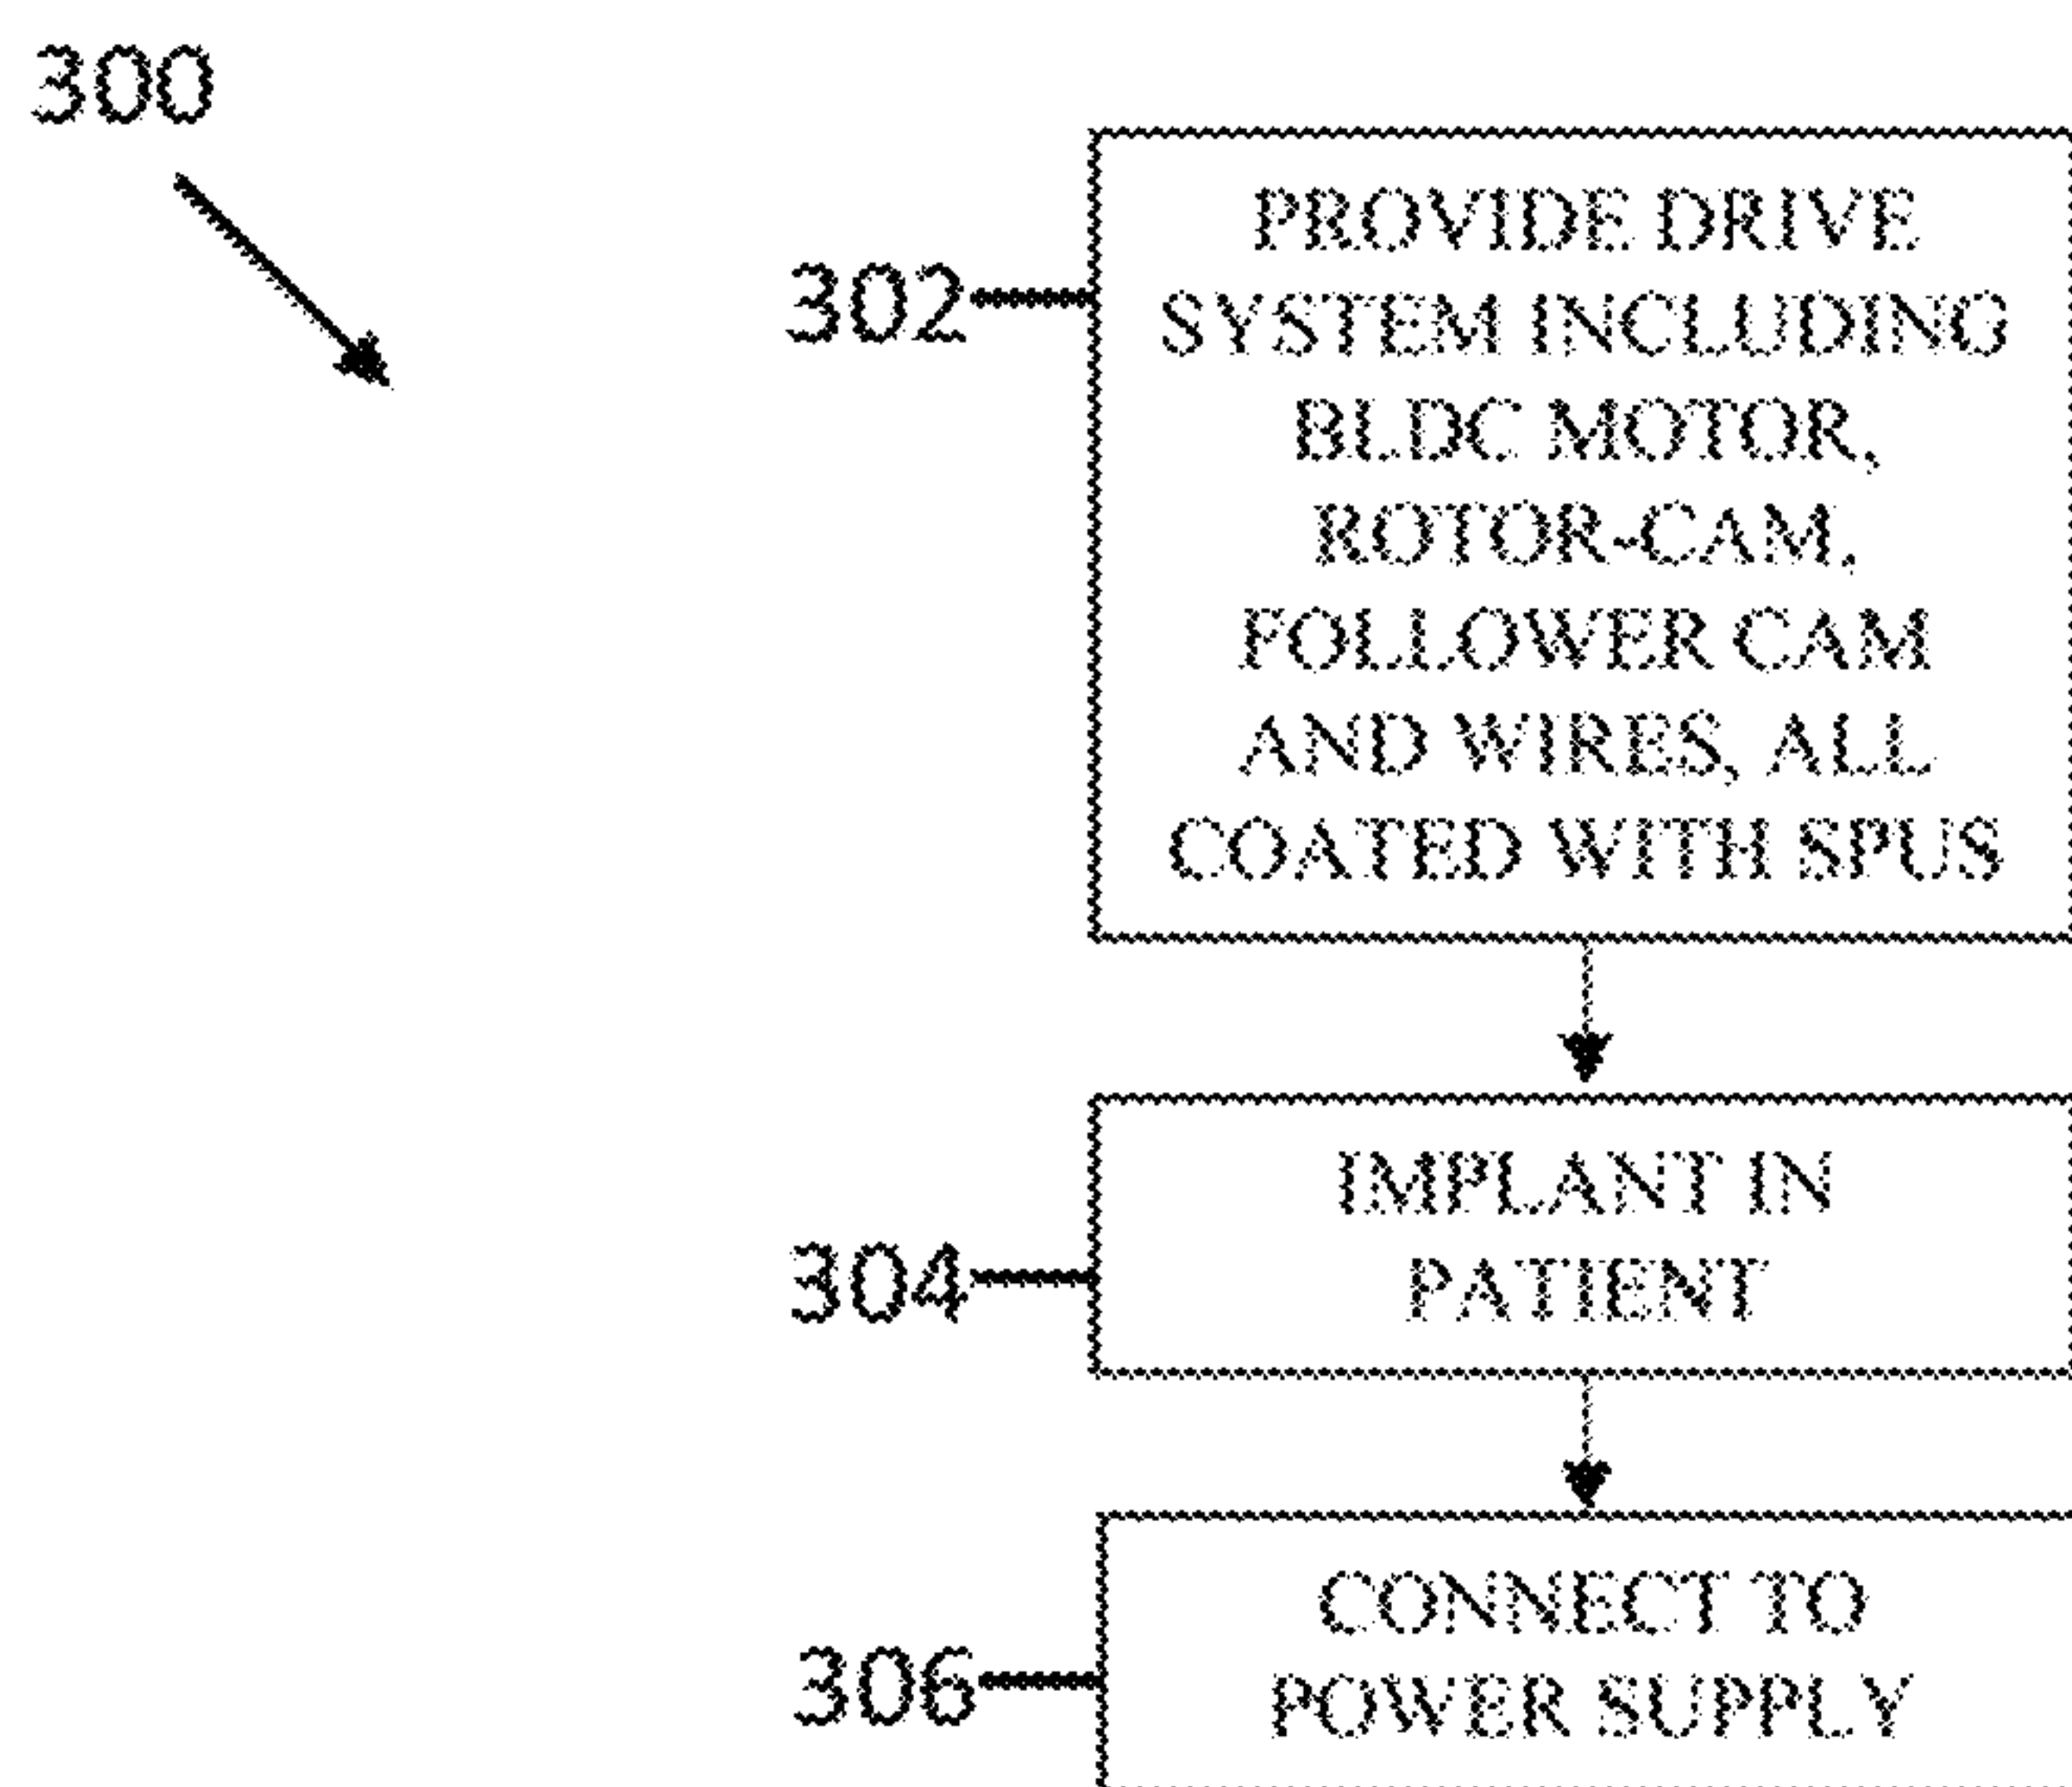 300
302
PROVIDE DRIVE
SYSTEM INCLUDING
BLDC MOTOR,
ROTOR-CAM,
FOLLOWER CAM
AND WIRES, ALL
COATED WITH SPUS
304
IMPLANT IN
PATIENT
306
CONNECT TO
POWER SUPPLY